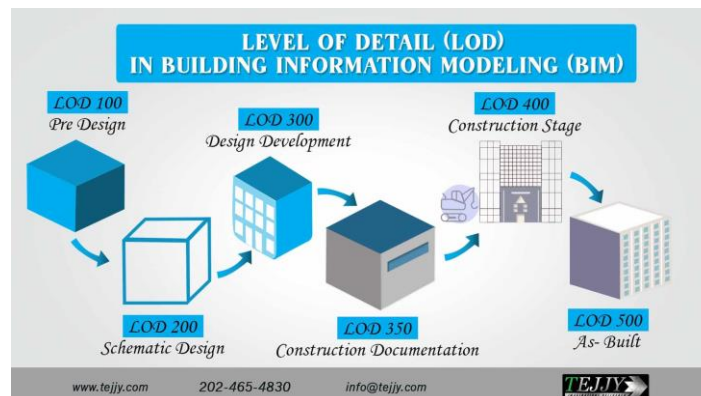 LEVEL OF DETAIL (LOD)
IN BUILDING INFORMATION MODELING (BIM)
LOD 100
Pre Design
LOD 200
Schematic Design
LOD 300
Design Development
LOD 350
Construction Documentation
LOD 400
Construction Stage
LOD 500
As- Built
www.tejjy.com
202-465-4830
info@tejjy.com
TEJJY